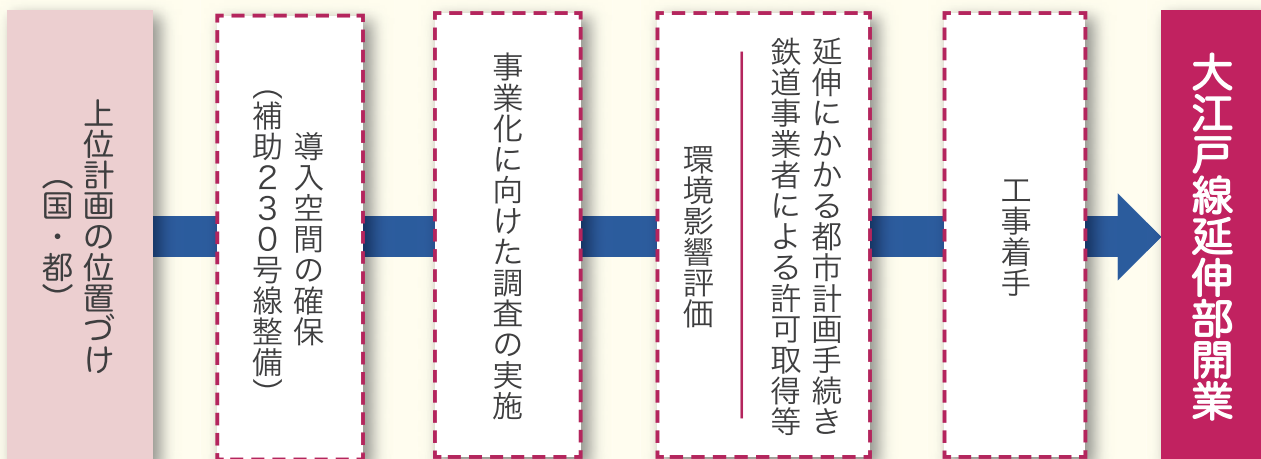 上位計画の位置づけ
（国・都）
導入空間の確保
（補助２３０号線整備）
事業化に向けた調査の実施
延伸にかかる都市計画手続き
鉄道事業者による許可取得等
環境影響評価
工事着手
大江戸線延伸部開業